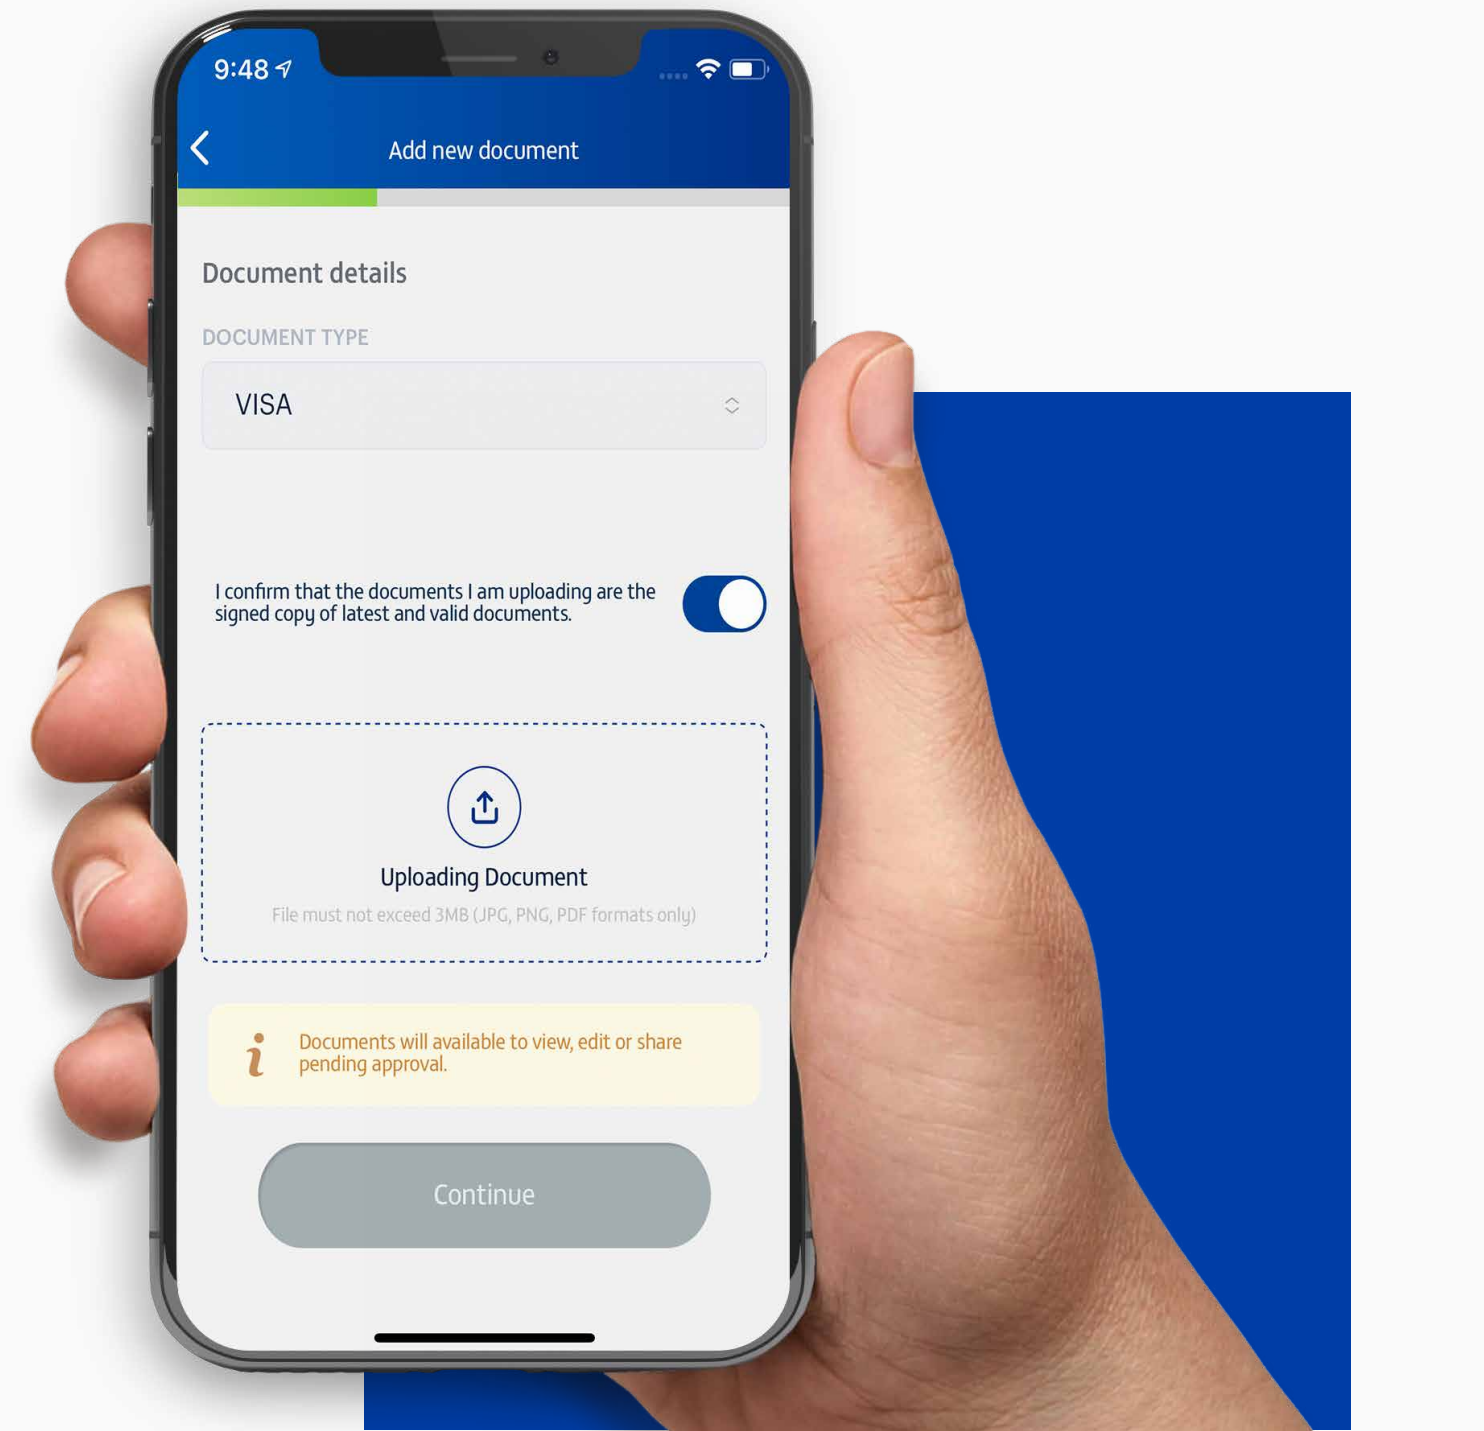 9:48
Add new document
Document details
DOCUMENT TYPE
VISA
I confirm that the documents I am uploading are the
signed copy of latest and valid documents.
Uploading Document
File must not exceed 3MB (JPG, PNG, PDF formats only)
Documents will available to view, edit or share
pending approval.
Continue